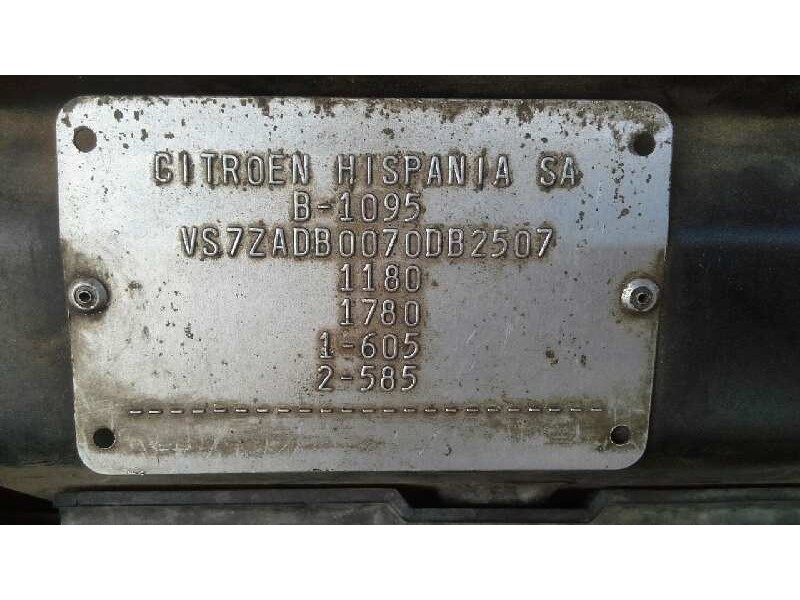 CITROEN HISPANIA SA
B-1095
VS7ZADB0070DB2507
1180
1780
1-605
2-585